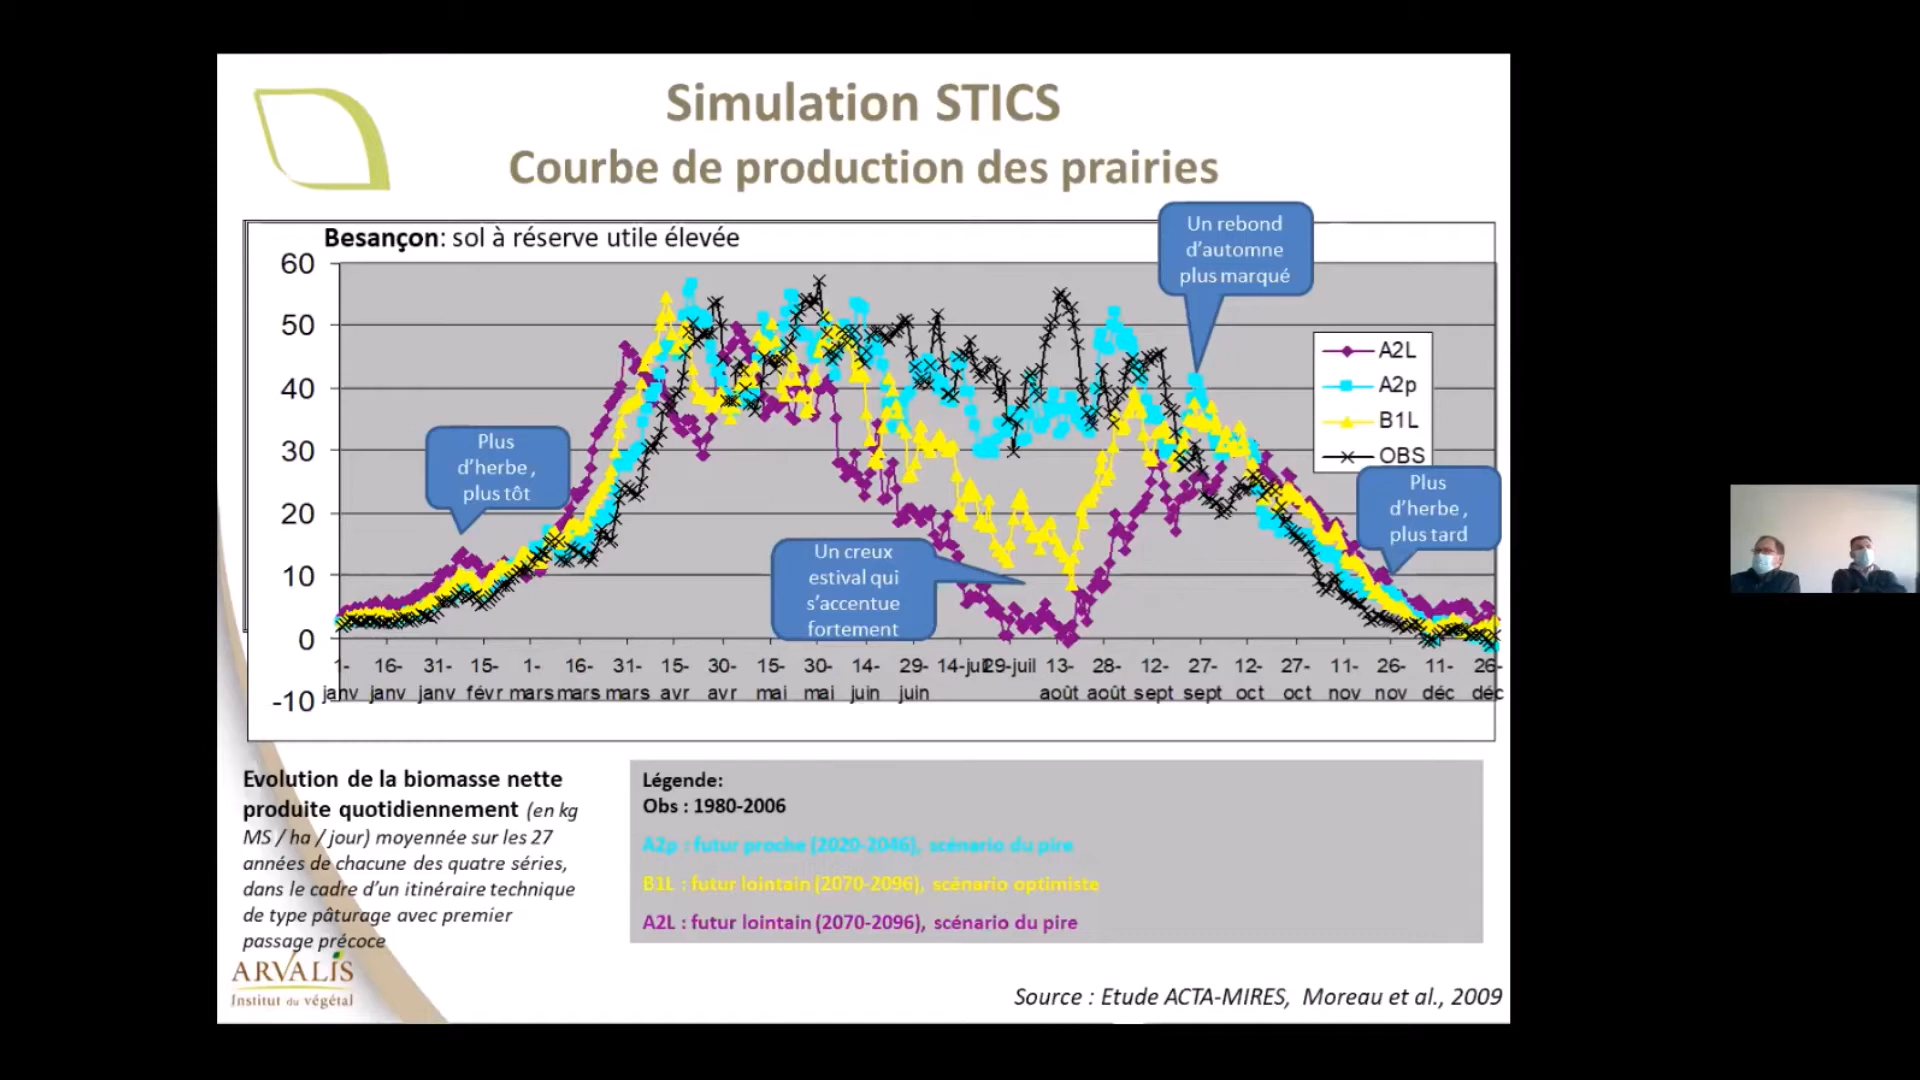 Simulation STICS
Courbe de production des prairies
Besançon: sol à réserve utile élevée
Un rebond
d'automne
plus marqué
60
50
40
30
20
10
0
-10
A2L
A2p
B1L
OBS
Plus
d'herbe ,
plus tôt
Un creux
estival qui
s'accentue
fortement
Plus
d'herbe ,
plus tard
1- 16- 31- 15- 1- 16- 31- 15- 30- 15- 30- 14- 29- 14-juil 29-juil 13- 28- 12- 27- 12- 27- 11- 26- 11- 26-
janv janv janv févr mars mars mars avr avr mai mai juin juin août août sept sept oct oct nov nov déc déc
Evolution de la biomasse nette
produite quotidiennement (en kg
MS / ha / jour) moyennée sur les 27
années de chacune des quatre séries,
dans le cadre d'un itinéraire technique
de type pâturage avec premier
passage précoce
Légende:
Obs : 1980-2006
A2p : futur proche (2020-2046), scénario du pire
B1L : futur lointain (2070-2096), scénario optimiste
A2L : futur lointain (2070-2096), scénario du pire
ARVALIS
Institut du végétal
Source : Etude ACTA-MIRES, Moreau et al., 2009